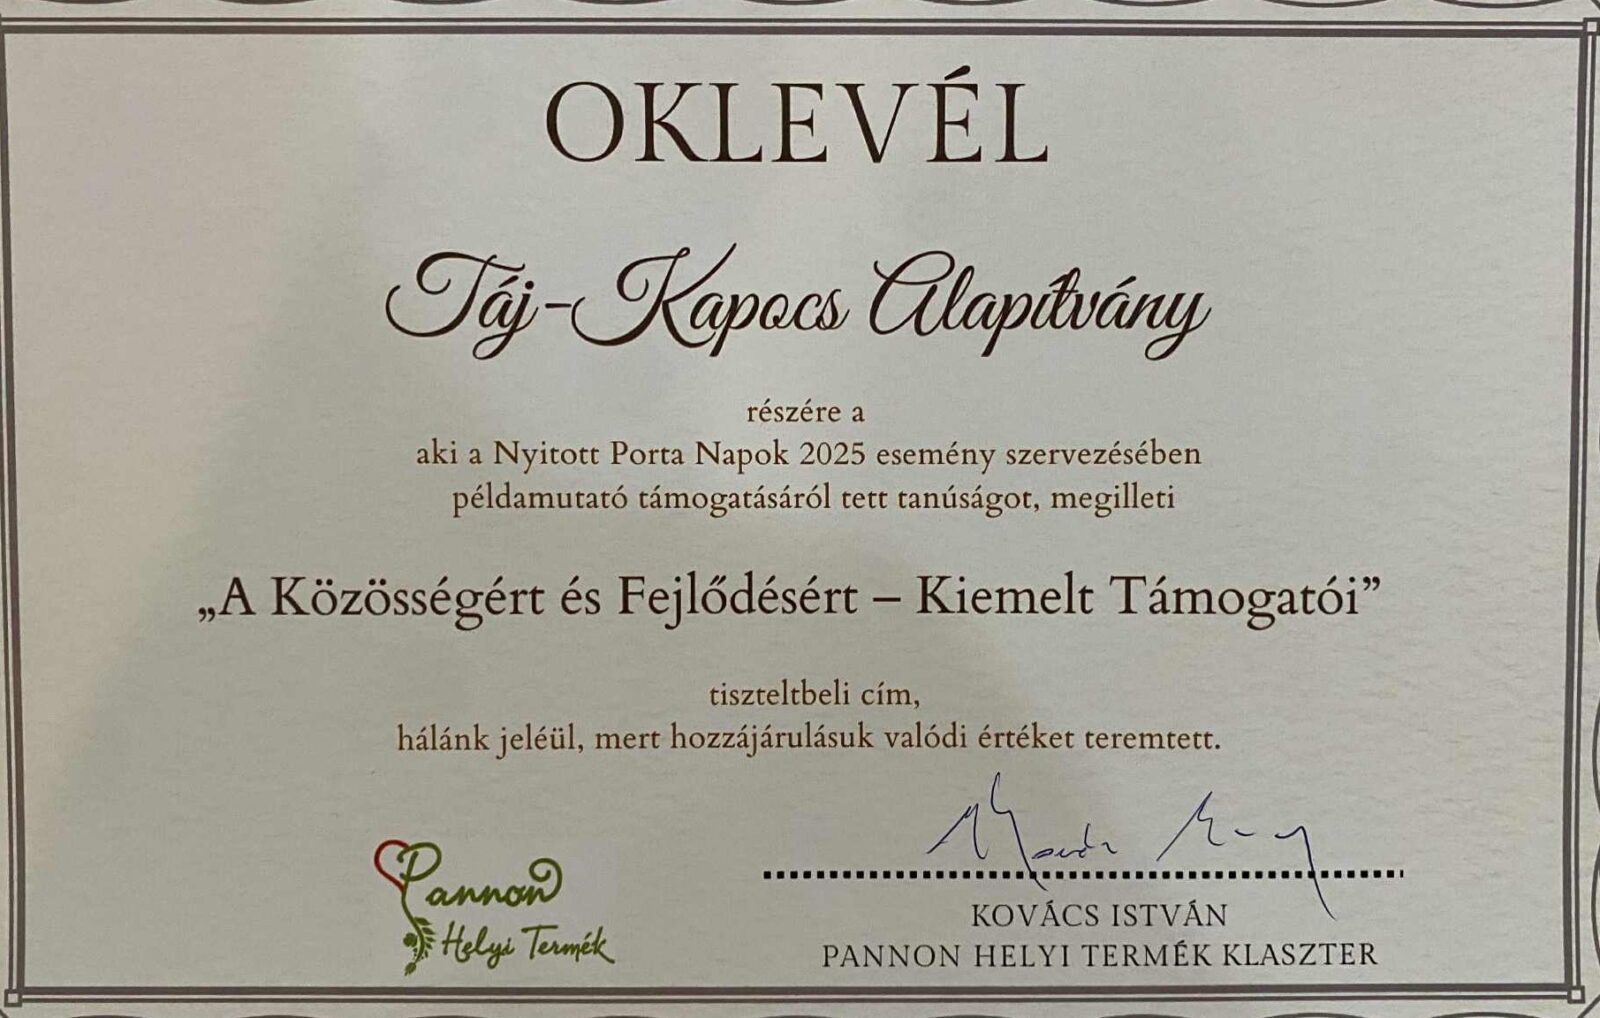 OKLEVÉL
Táj-Kapocs Alapítvány
részére a
aki a Nyitott Porta Napok 2025 esemény szervezésében
példamutató támogatásáról tett tanúságot, megilleti
„A Közösségért és Fejlődésért – Kiemelt Támogatói”
tiszteltbeli cím,
hálánk jeléül, mert hozzájárulásuk valódi értéket teremtett.
Pannon
Helyi Termék
KOVÁCS ISTVÁN
PANNON HELYI TERMÉK KLASZTER